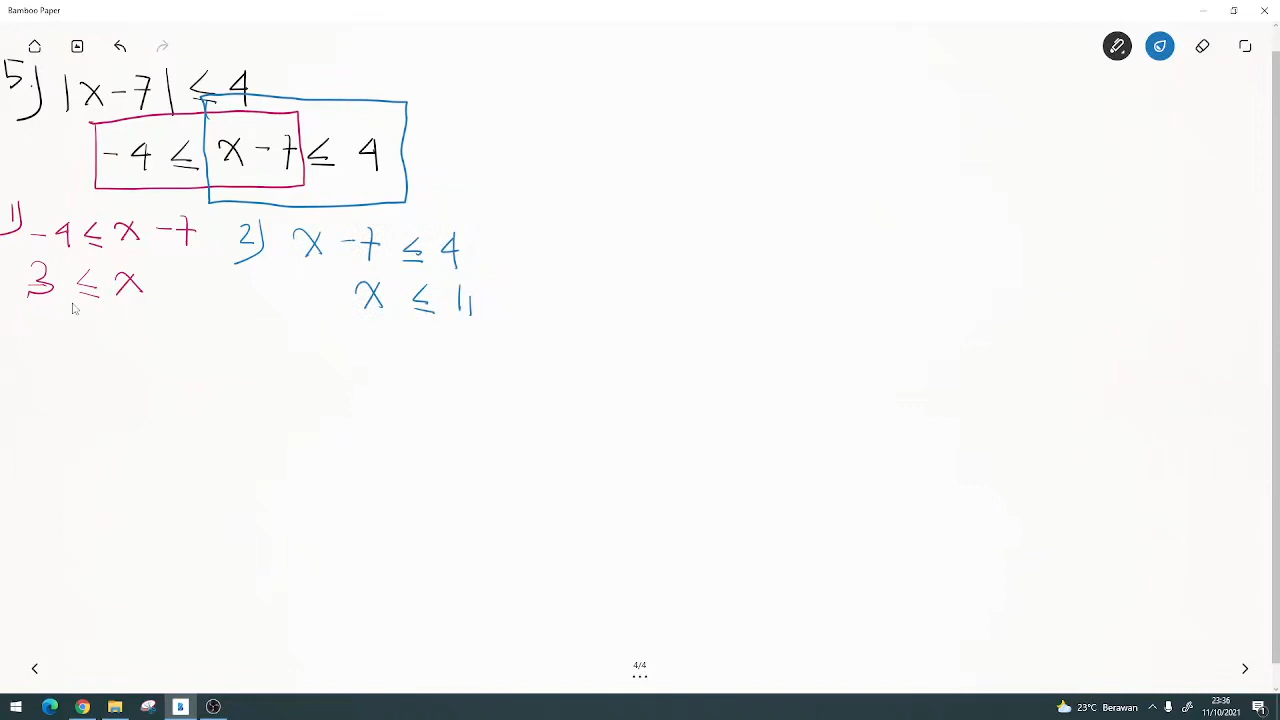 Bamboo Paper
5.) |x-7| ≤ 4
-4 ≤ x-7 ≤ 4
1) -4 ≤ x -7
3 ≤ x
2) x -7 ≤ 4
x ≤ 11
4/4
23°C Berawan
23:36
11/10/2021